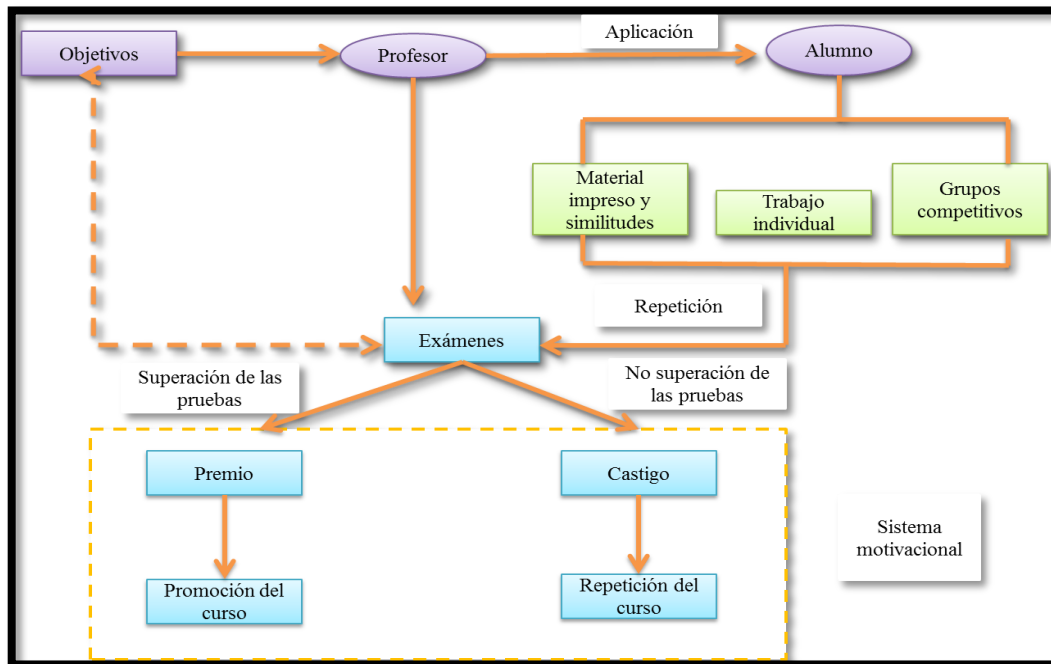 Objetivos
Profesor
Aplicación
Alumno
Material
impreso y
similitudes
Trabajo
individual
Grupos
competitivos
Repetición
Exámenes
Superación de las
pruebas
No superación de
las pruebas
Premio
Castigo
Sistema
motivacional
Promoción del
curso
Repetición del
curso